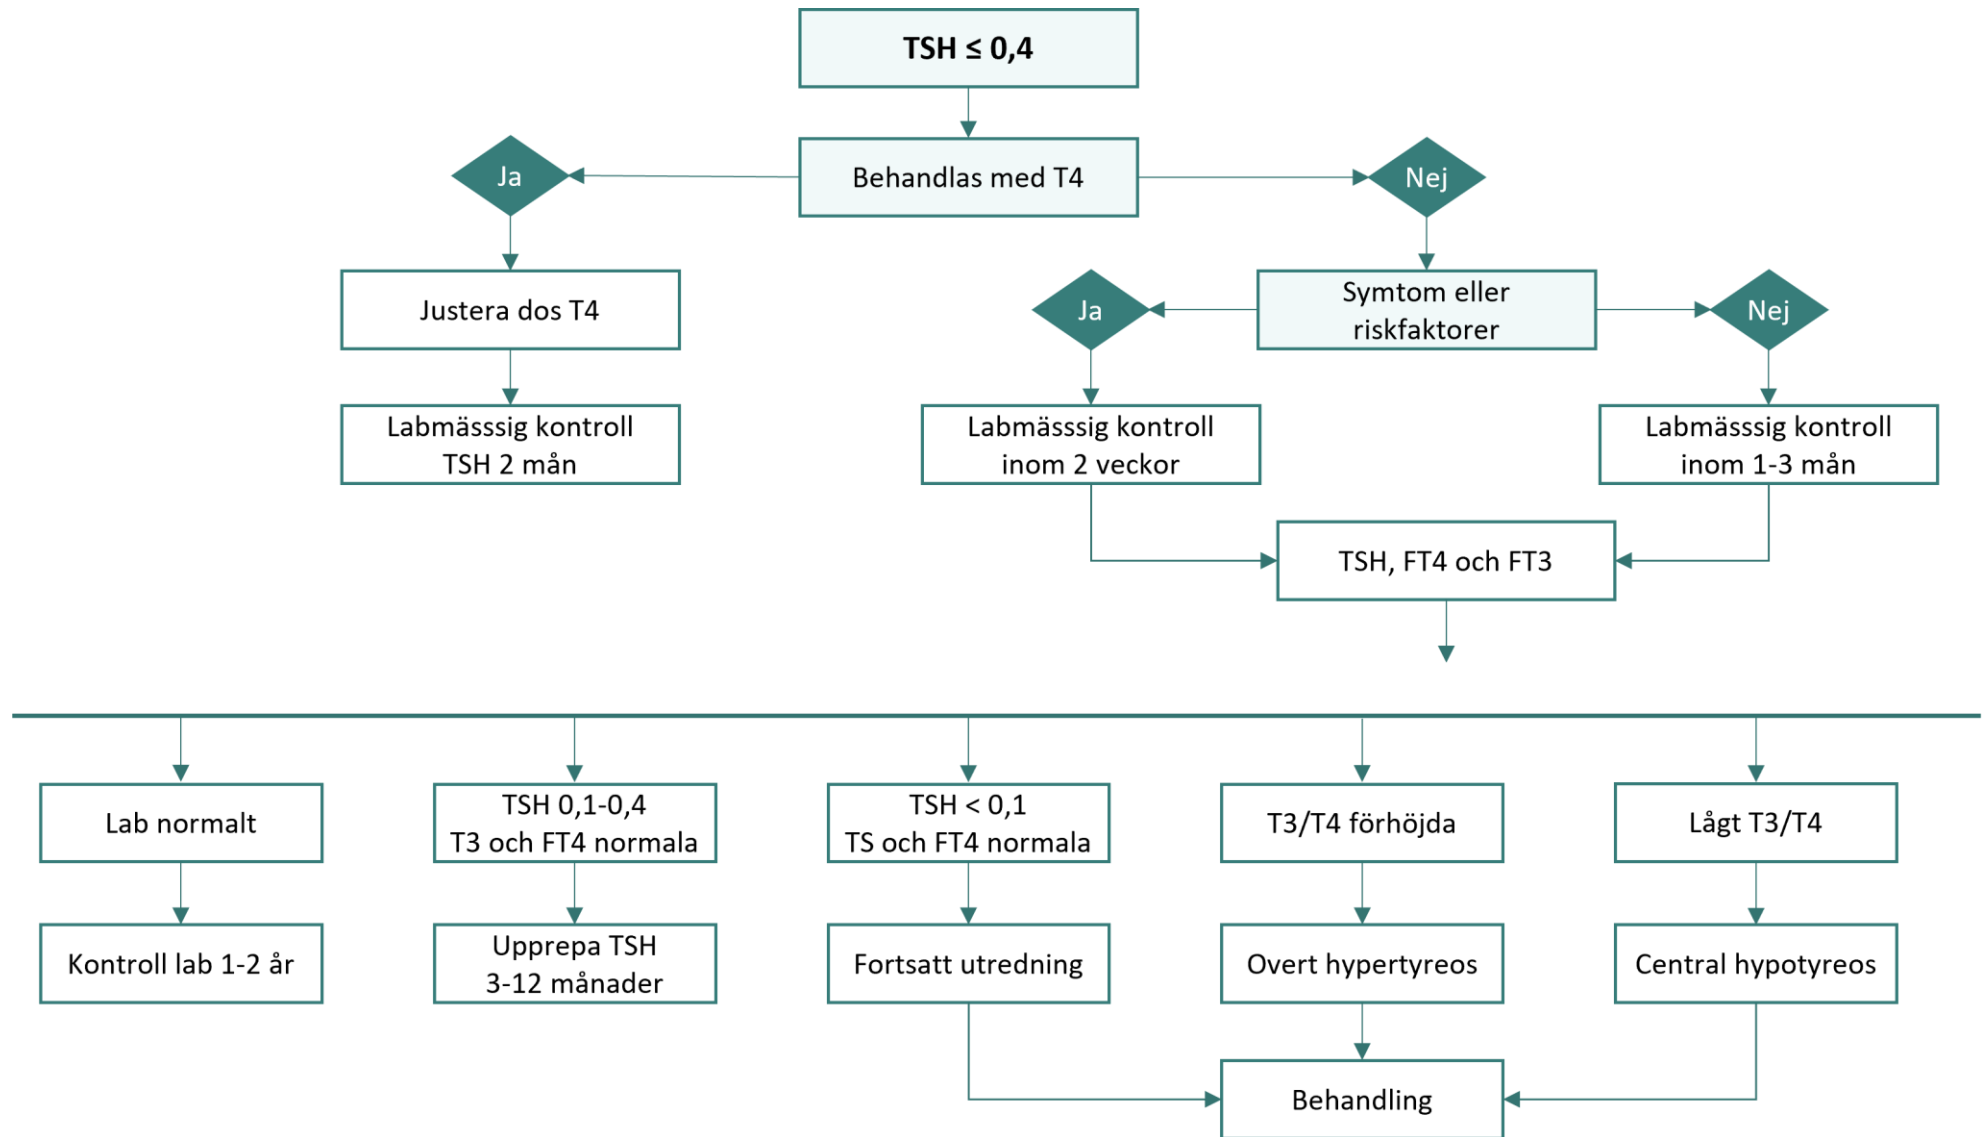 TSH ≤ 0,4
Ja
Behandlas med T4
Nej
Justera dos T4
Ja
Symtom eller
riskfaktorer
Nej
Labmässsig kontroll
TSH 2 mån
Labmässsig kontroll
inom 2 veckor
Labmässsig kontroll
inom 1-3 mån
TSH, FT4 och FT3
Lab normalt
TSH 0,1-0,4
T3 och FT4 normala
TSH < 0,1
TS och FT4 normala
T3/T4 förhöjda
Lågt T3/T4
Kontroll lab 1-2 år
Upprepa TSH
3-12 månader
Fortsatt utredning
Overt hypertyreos
Central hypotyreos
Behandling